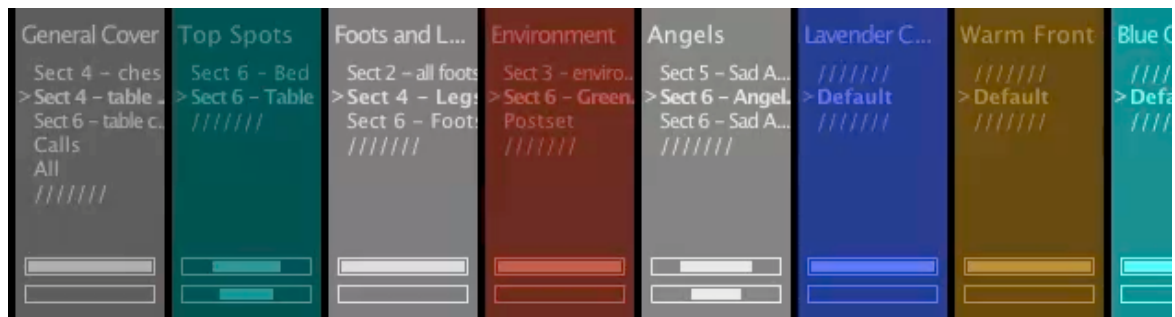 General Cover
Sect 4 – ches
>Sect 4 – table ..
Sect 6 – table c..
Calls
All
///////
Top Spots
Sect 6 – Bed
>Sect 6 – Table
///////
Foots and L...
Sect 2 – all foots
>Sect 4 – Legs
Sect 6 – Foots
///////
Environment
Sect 3 – enviro..
>Sect 6 – Green.
Postset
///////
Angels
Sect 5 – Sad A...
>Sect 6 – Angel.
Sect 6 – Sad A...
///////
Lavender C...
///////
>Default
///////
Warm Front
///////
>Default
///////
Blue C
////
>Defa
////